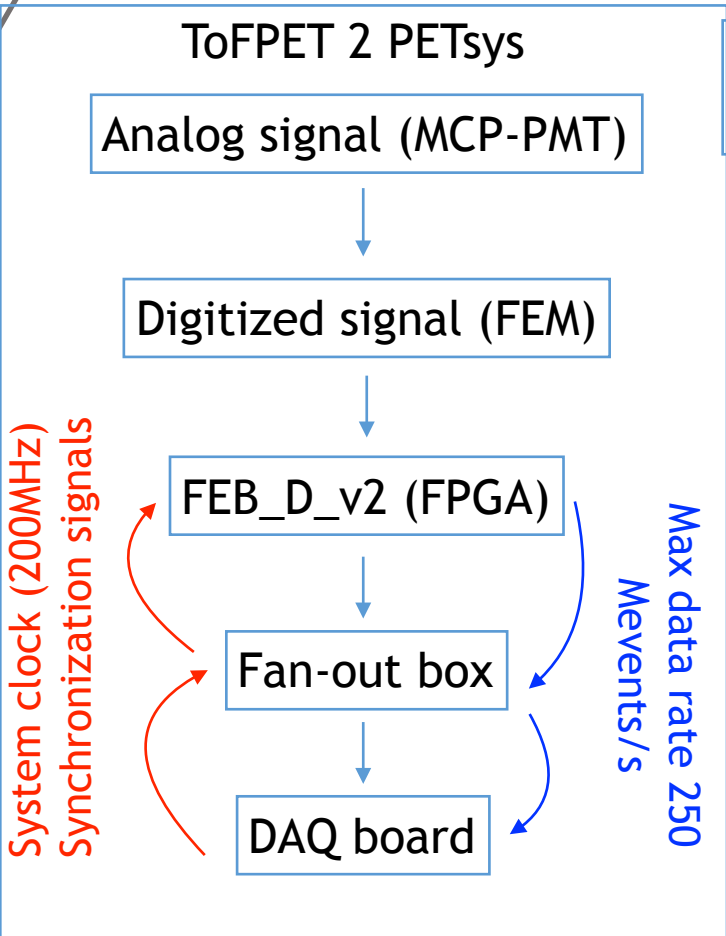 ToFPET 2 PETsys
Analog signal (MCP-PMT)
Digitized signal (FEM)
System clock (200MHz)
Synchronization signals
FEB_D_v2 (FPGA)
Max data rate 250
Mevents/s
Fan-out box
DAQ board